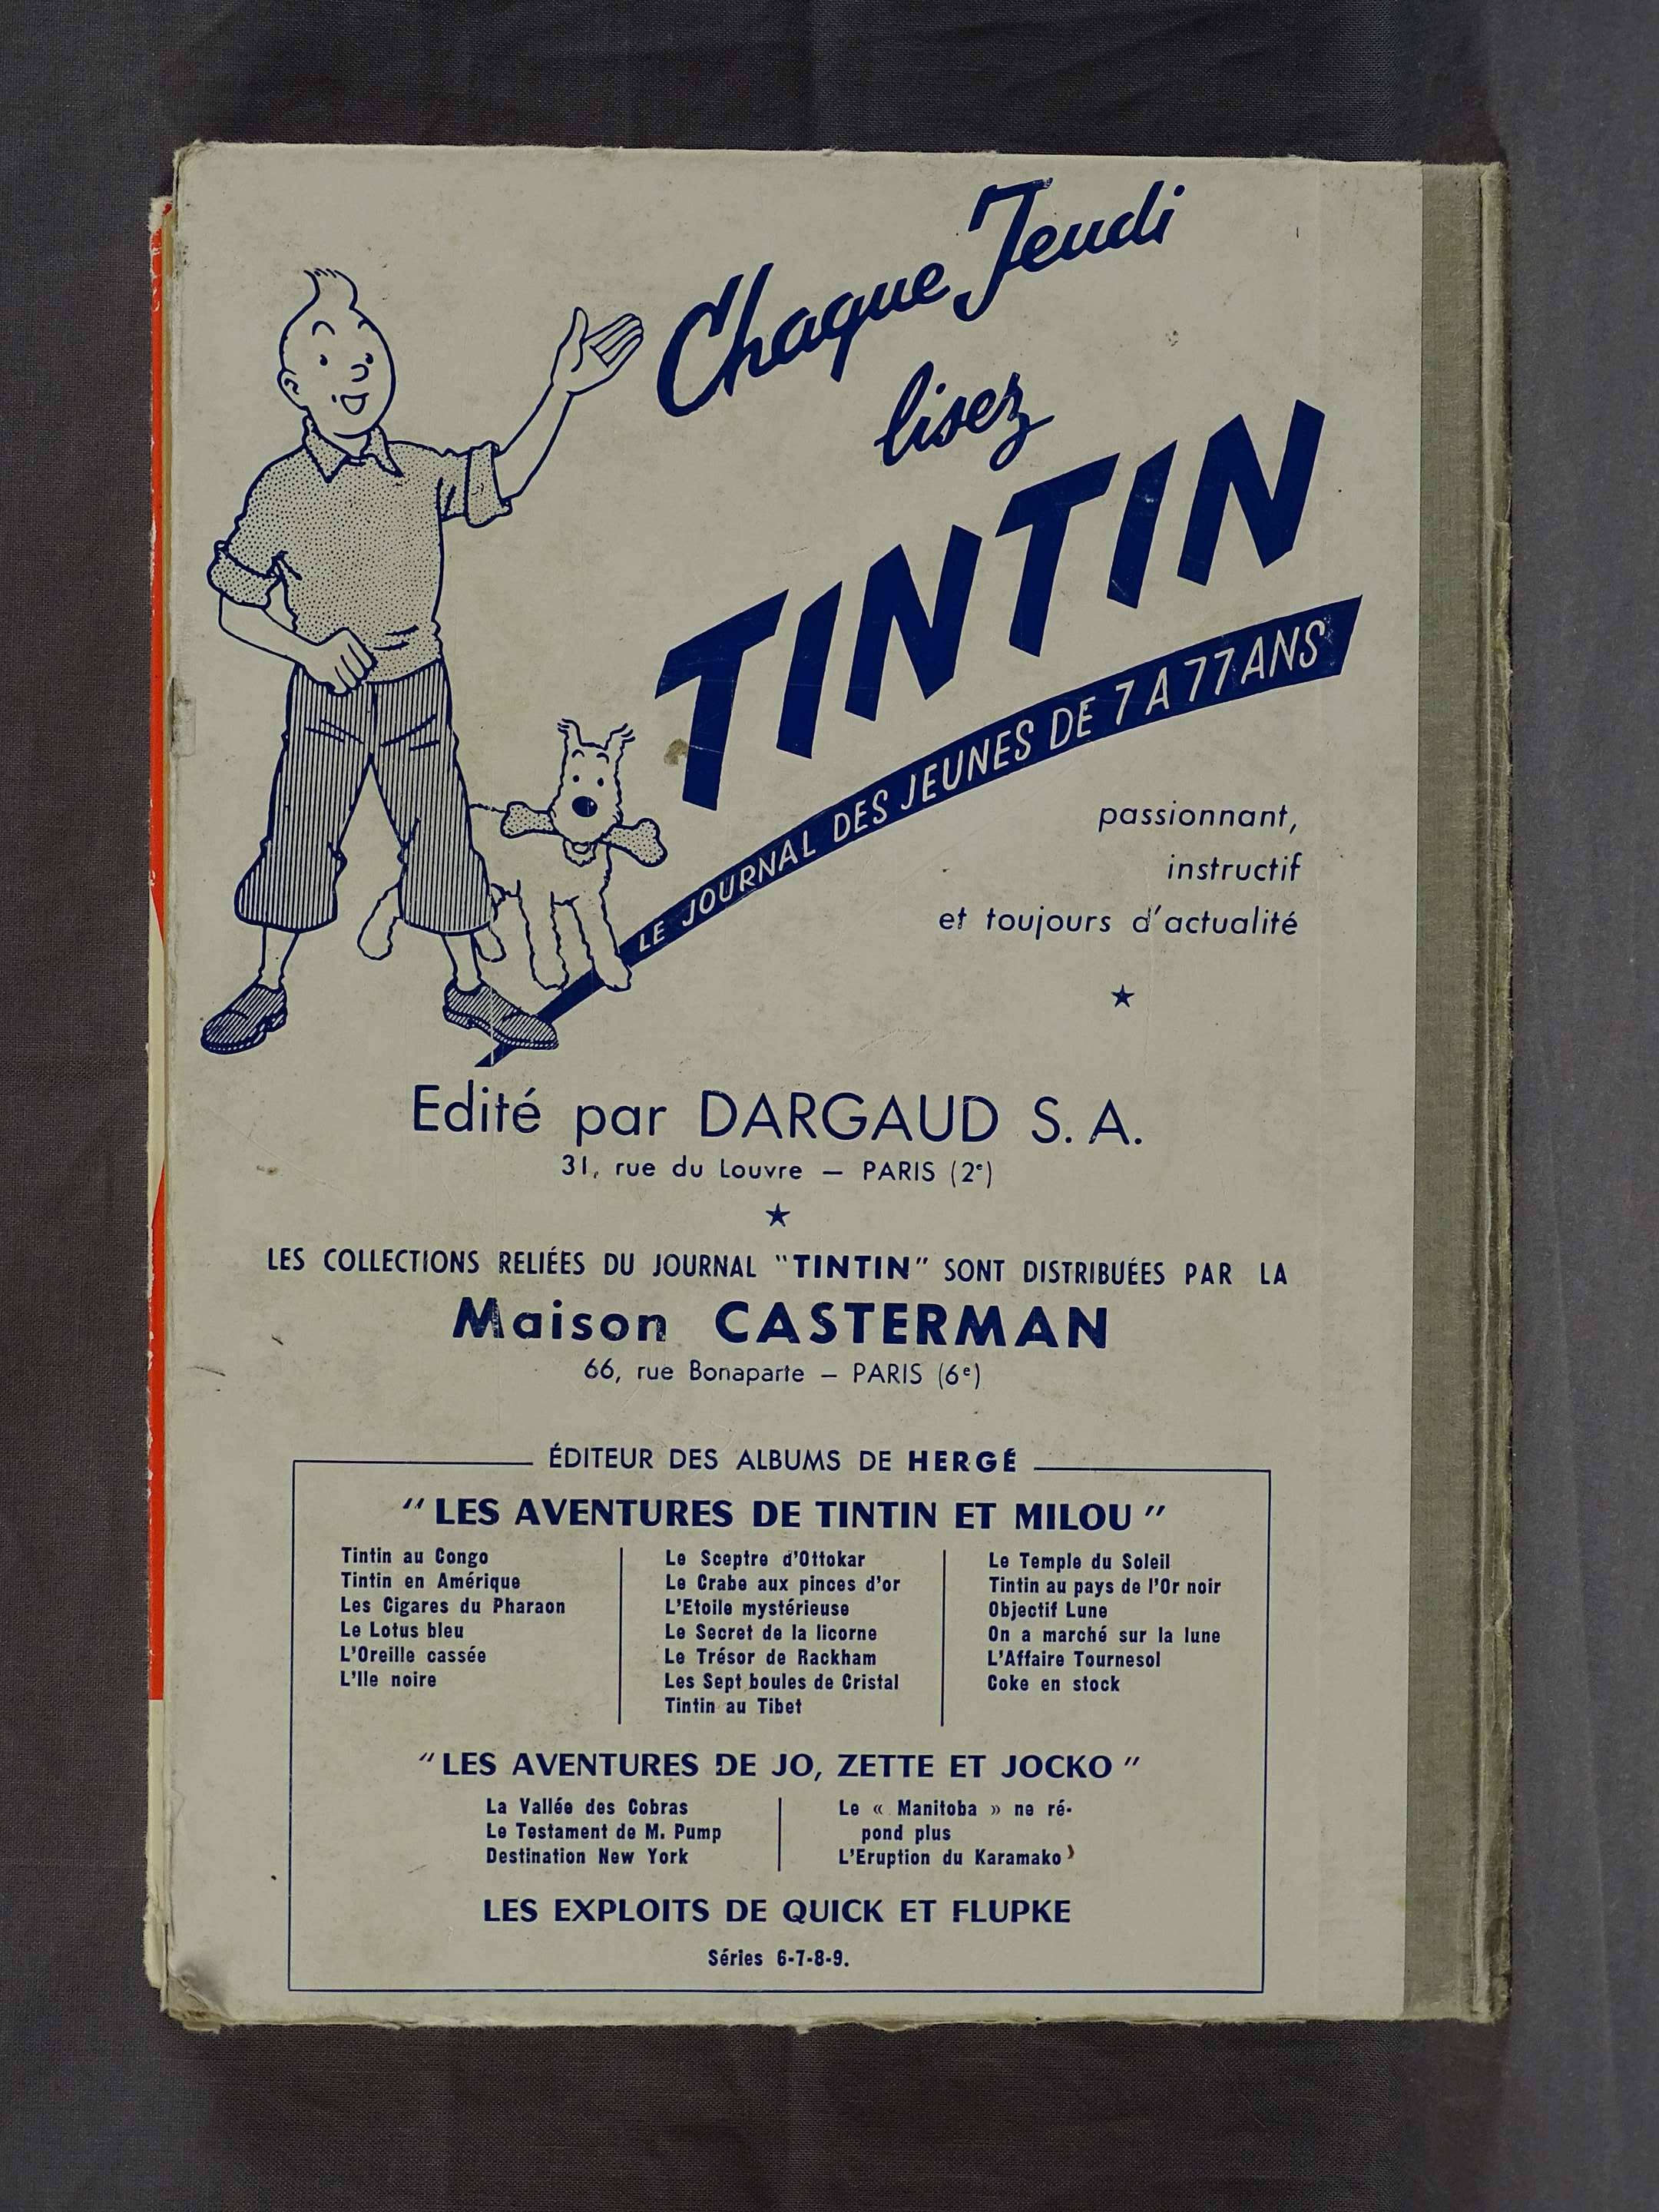 Chaque Jeudi
lisez
TINTIN
LE JOURNAL DES JEUNES DE 7 A 77 ANS
passionnant,
instructif
et toujours d'actualité
Edité par DARGAUD S.A.
31, rue du Louvre – PARIS (2e)
LES COLLECTIONS RELIÉES DU JOURNAL "TINTIN" SONT DISTRIBUÉES PAR LA
Maison CASTERMAN
66, rue Bonaparte – PARIS (6e)
ÉDITEUR DES ALBUMS DE HERGÉ
"LES AVENTURES DE TINTIN ET MILOU"
Tintin au Congo
Tintin en Amérique
Les Cigares du Pharaon
Le Lotus bleu
L'Oreille cassée
L'Ile noire
Le Sceptre d'Ottokar
Le Crabe aux pinces d'or
L'Etoile mystérieuse
Le Secret de la licorne
Le Trésor de Rackham
Les Sept boules de Cristal
Tintin au Tibet
Le Temple du Soleil
Tintin au pays de l'Or noir
Objectif Lune
On a marché sur la lune
L'Affaire Tournesol
Coke en stock
"LES AVENTURES DE JO, ZETTE ET JOCKO"
La Vallée des Cobras
Le Testament de M. Pump
Destination New York
Le « Manitoba » ne ré-
pond plus
L'Eruption du Karamako
LES EXPLOITS DE QUICK ET FLUPKE
Séries 6-7-8-9.